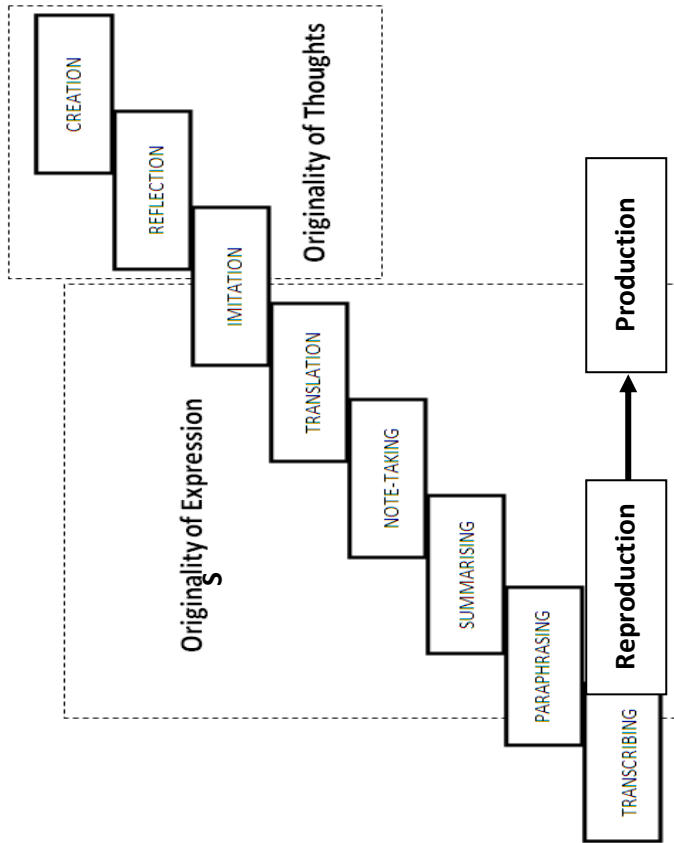 CREATION
REFLECTION
Originality of Thoughts
IMITATION
TRANSLATION
Originality of Expression
s
NOTE-TAKING
SUMMARISING
PARAPHRASING
TRANSCRIBING
Reproduction
Production